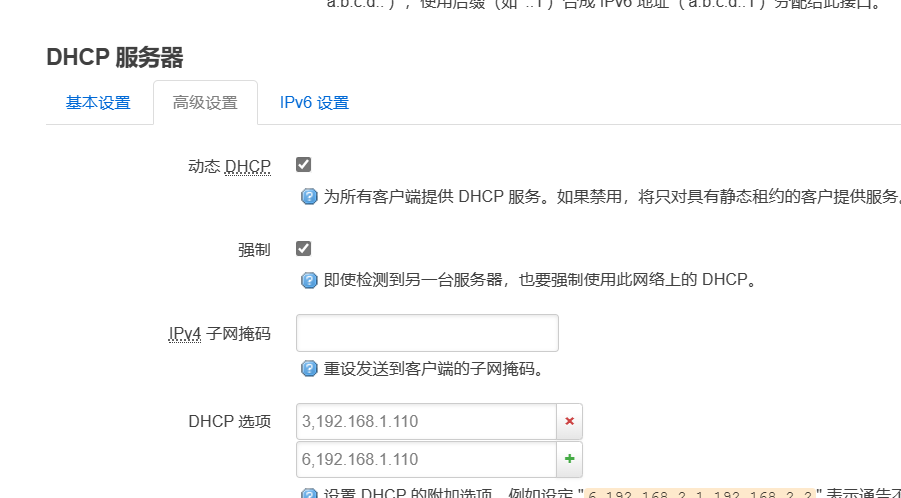 a.b.c.d.. ），使用后缀（如 '::1'）合成 IPv6 地址（ a.b.c.d::1 ）分配给此接口。
DHCP 服务器
基本设置 高级设置 IPv6 设置
动态 DHCP
为所有客户端提供 DHCP 服务。如果禁用，将只对具有静态租约的客户提供服务。
强制
即使检测到另一台服务器，也要强制使用此网络上的 DHCP。
IPv4 子网掩码
重设发送到客户端的子网掩码。
DHCP 选项 3,192.168.1.110
6,192.168.1.110
设置 DHCP 的附加选项，例如设定 "6,192.168.2.1,192.168.2.2" 表示通告不